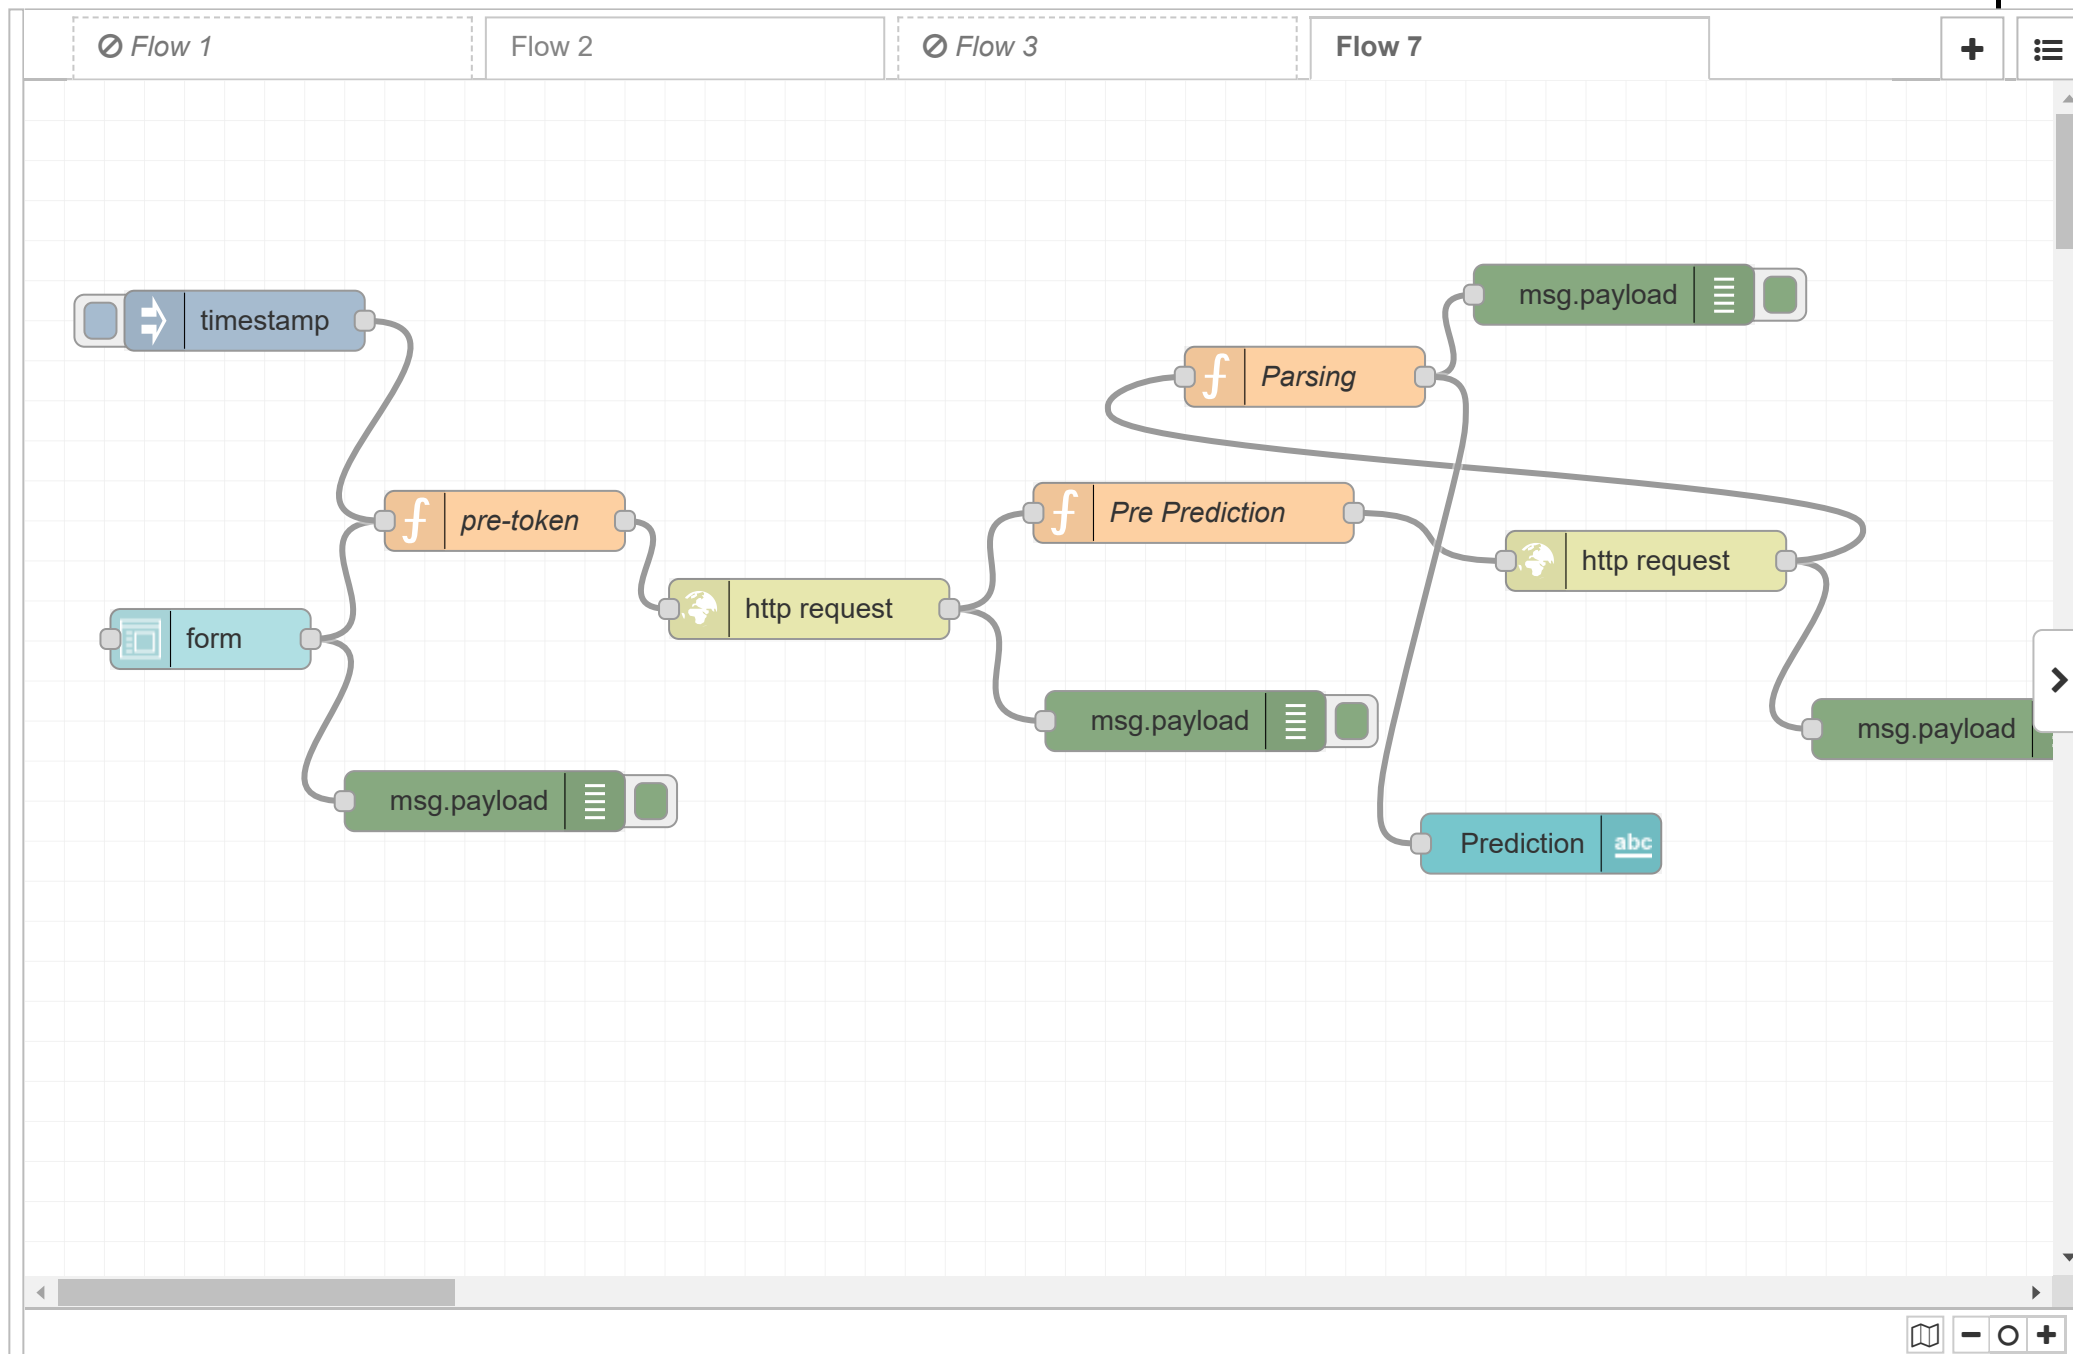 Flow 1
Flow 2
Flow 3
Flow 7
timestamp
msg.payload
Parsing
pre-token
Pre Prediction
http request
form
http request
msg.payload
msg.payload
msg.payload
Prediction
abc